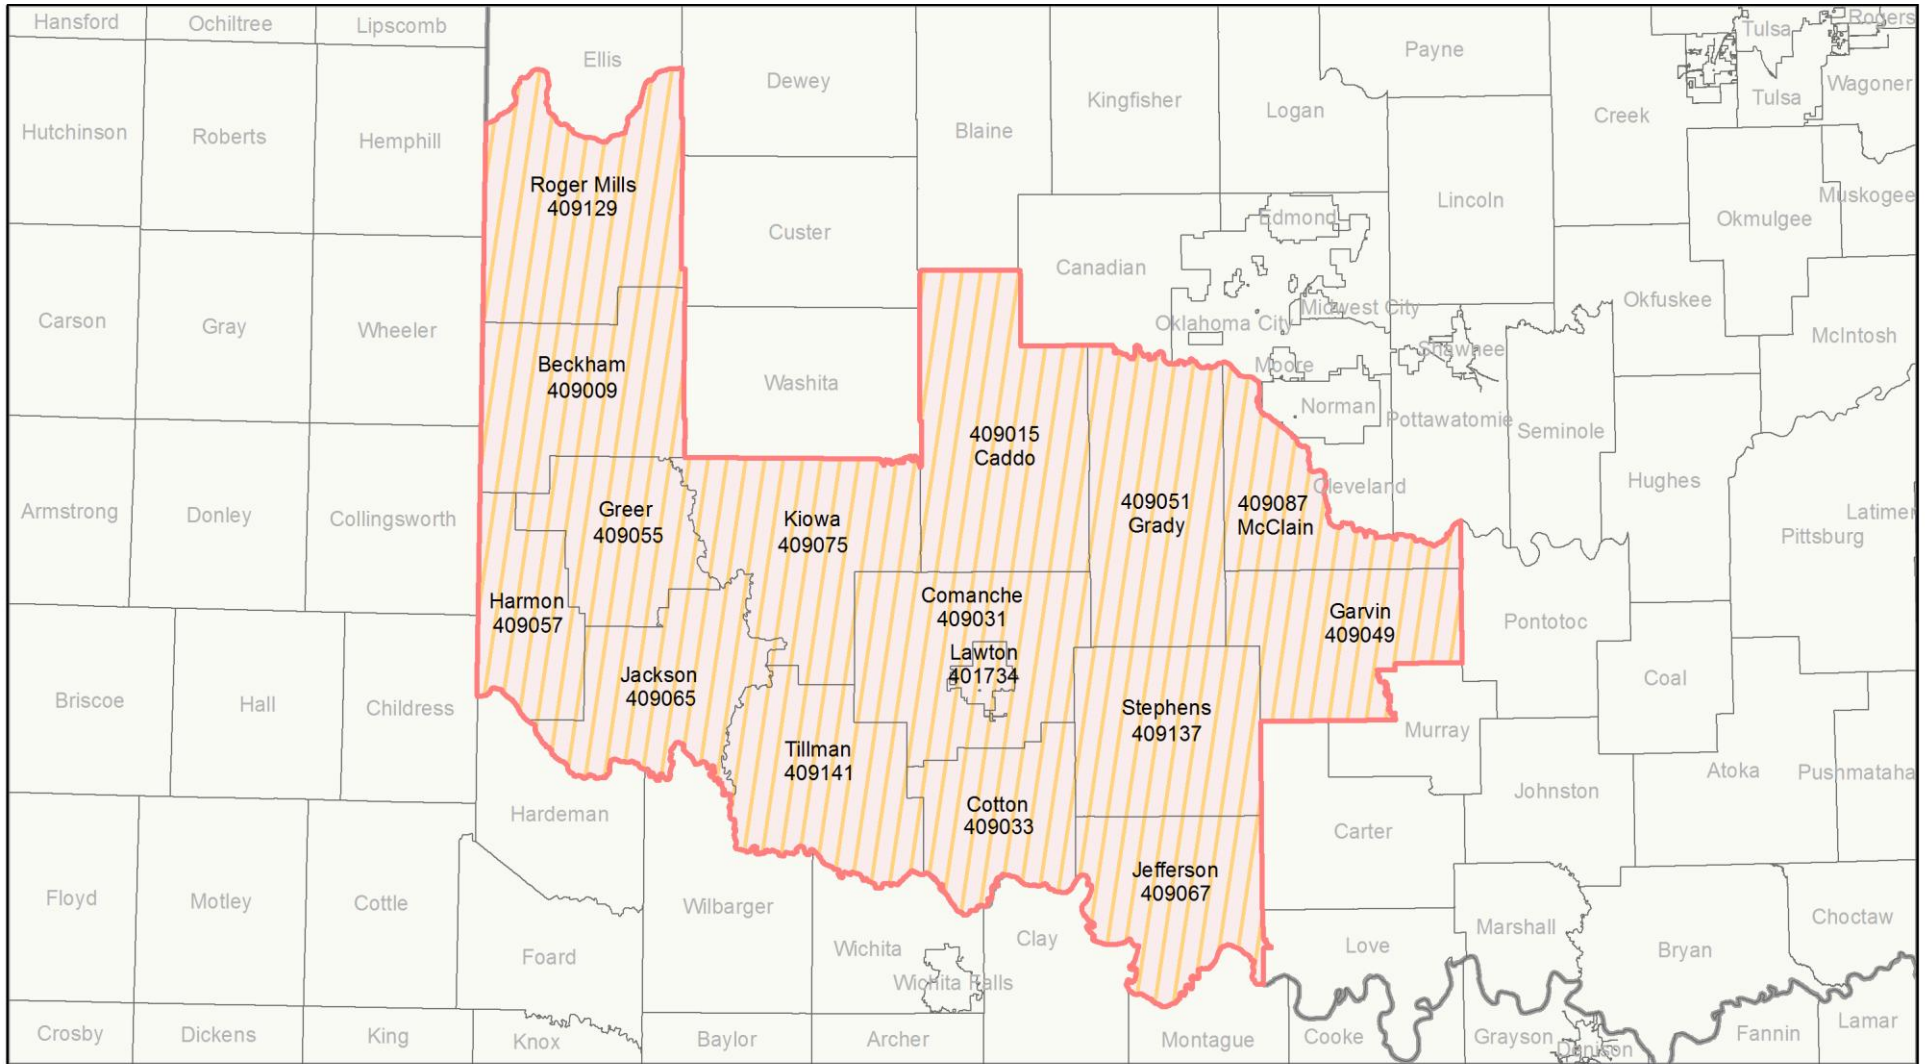 Hansford
Ochiltree
Lipscomb
Ellis
Dewey
Blaine
Kingfisher
Logan
Payne
Creek
Tulsa
Rogers
Tulsa
Wagoner
Hutchinson
Roberts
Hemphill
Roger Mills
409129
Custer
Canadian
Edmond
Lincoln
Okmulgee
Muskogee
Carson
Gray
Wheeler
Beckham
409009
Washita
Oklahoma City
Midwest City
Moore
Shawnee
Okfuskee
McIntosh
Norman
Pottawatomie
Seminole
409015
Caddo
Armstrong
Donley
Collingsworth
Greer
409055
Kiowa
409075
409051
Grady
409087
McClain
Cleveland
Hughes
Latimer
Pittsburg
Harmon
409057
Comanche
409031
Lawton
401734
Garvin
409049
Pontotoc
Coal
Briscoe
Hall
Childress
Jackson
409065
Tillman
409141
Stephens
409137
Murray
Atoka
Pushmataha
Hardeman
Cotton
409033
Johnston
Carter
Floyd
Motley
Cottle
Foard
Wilbarger
Wichita
Wichita Falls
Clay
Jefferson
409067
Love
Marshall
Bryan
Choctaw
Crosby
Dickens
King
Knox
Baylor
Archer
Montague
Cooke
Grayson
Denison
Fannin
Lamar